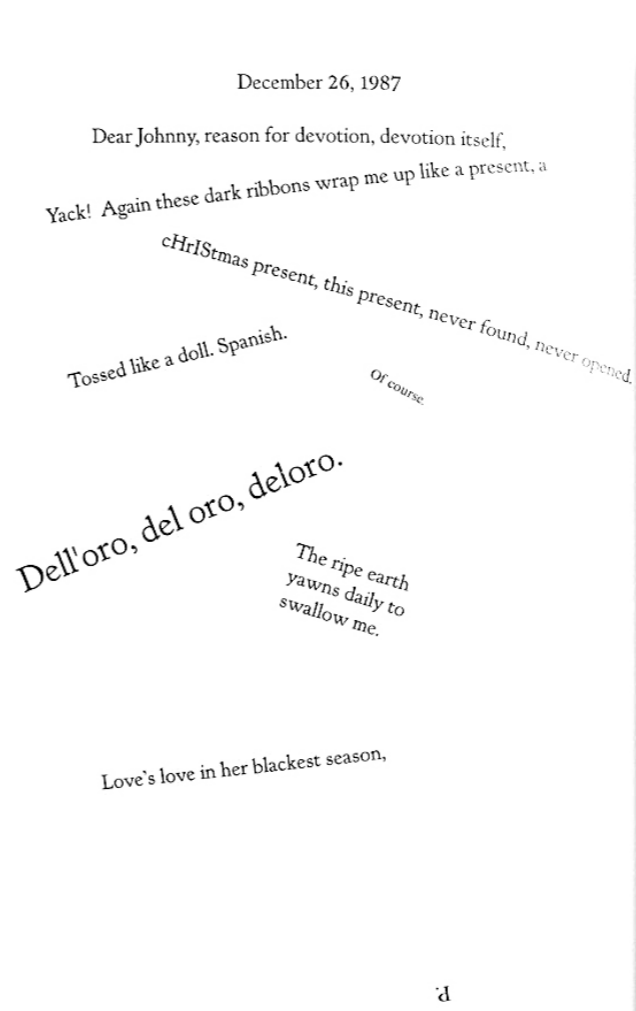 December 26, 1987
Dear Johnny, reason for devotion, devotion itself,
Yack! Again these dark ribbons wrap me up like a present, a
cHrIStmas present, this present, never found, never opened.
Tossed like a doll. Spanish.
Of course.
Dell'oro, del oro, deloro.
The ripe earth
yawns daily to
swallow me.
Love`s love in her blackest season,
P.